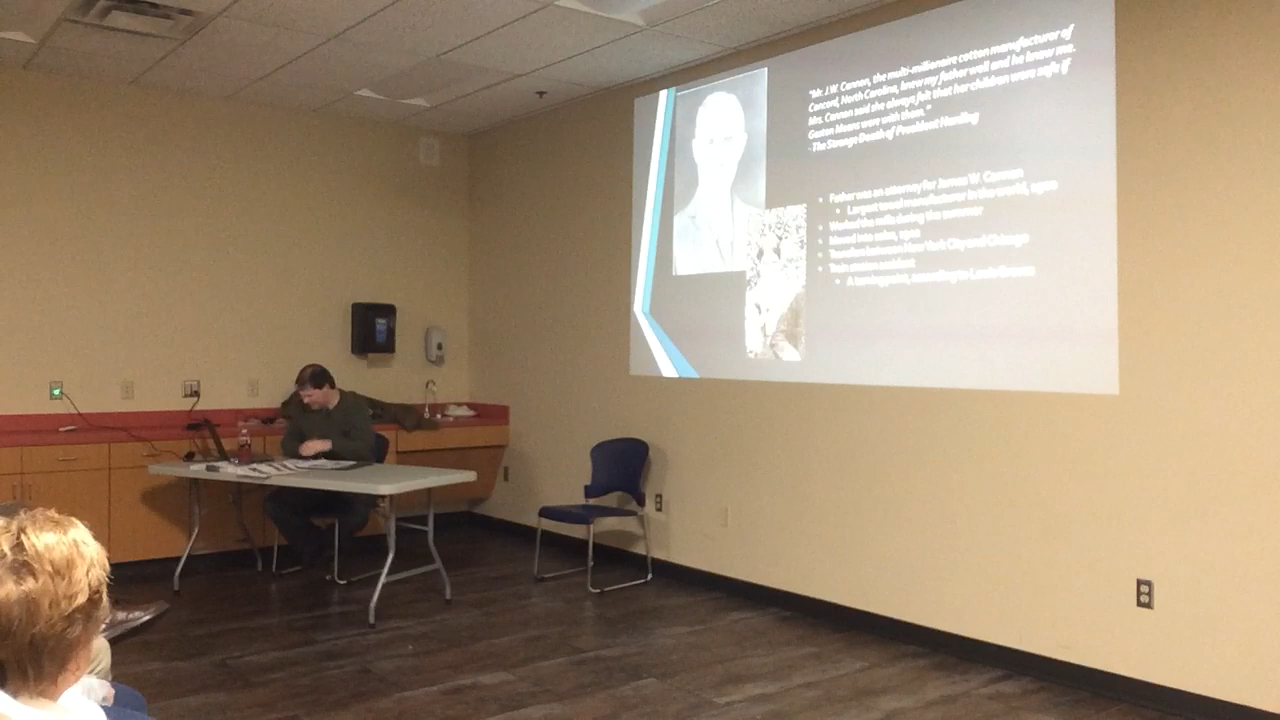 "Mr. J.W. Cannon, the multi-millionaire cotton manufacturer of
Concord, North Carolina, knew my father well and he knew me.
Mrs. Cannon said she always felt that her children were safe if
Gaston Means were with them."
-The Strange Death of President Harding
Father was an attorney for James W. Cannon
Largest towel manufacturer in the world, 1914
Worked the mills during the summer
Moved into sales,
Travelled between New York City and Chicago
Train station accident
A turning point, according to